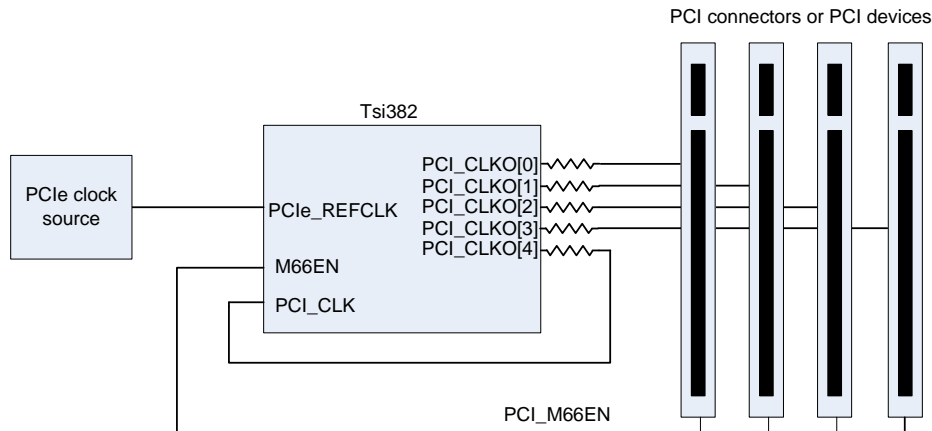 PCI connectors or PCI devices
Tsi382
PCIe clock
source
PCIe_REFCLK
M66EN
PCI_CLK
PCI_CLKO[0]
PCI_CLKO[1]
PCI_CLKO[2]
PCI_CLKO[3]
PCI_CLKO[4]
PCI_M66EN